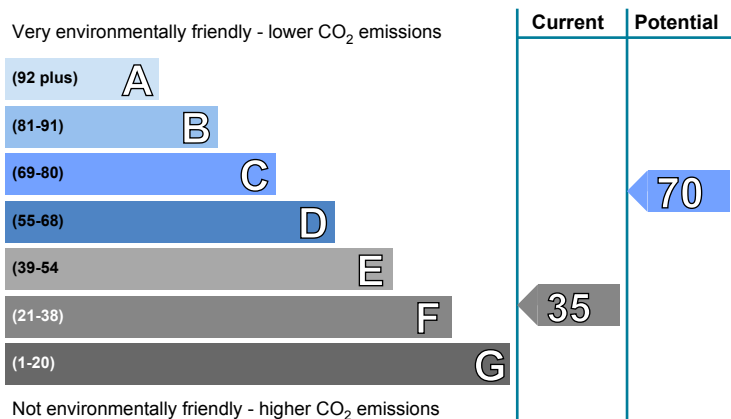 Very environmentally friendly - lower CO2 emissions
Current
Potential
(92 plus) A
(81-91) B
(69-80) C
70
(55-68) D
(39-54 E
(21-38) F
35
(1-20) G
Not environmentally friendly - higher CO2 emissions